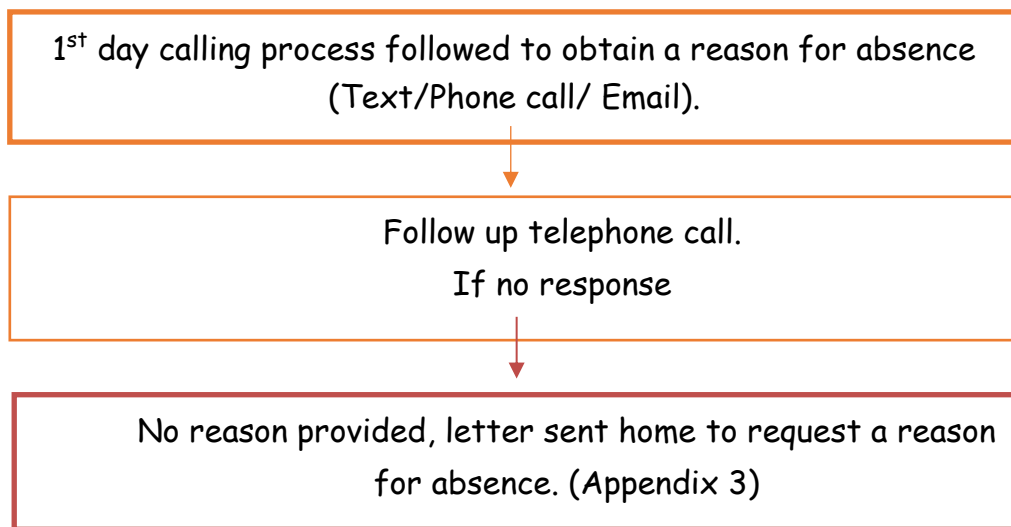 1st day calling process followed to obtain a reason for absence
(Text/Phone call/ Email).
Follow up telephone call.
If no response
No reason provided, letter sent home to request a reason
for absence. (Appendix 3)